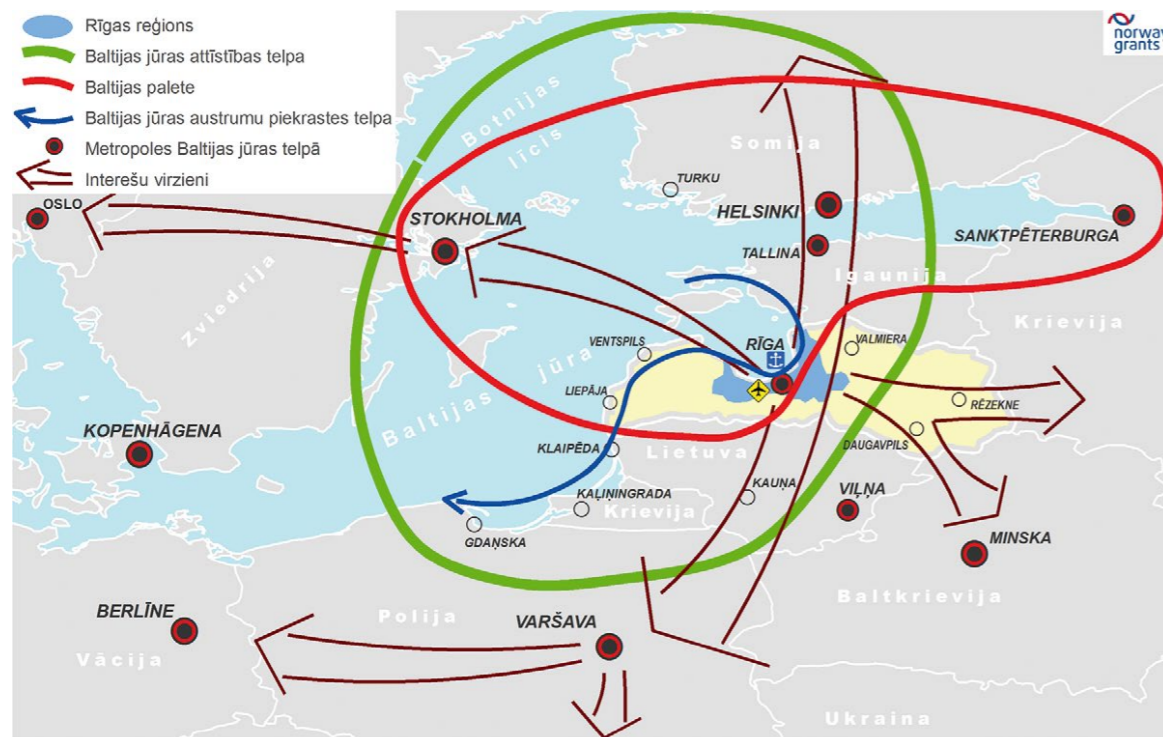 Rīgas reģions
Baltijas jūras attīstības telpa
Baltijas palete
Baltijas jūras austrumu piekrastes telpa
Metropoles Baltijas jūras telpā
Interešu virzieni
norway
grants
Botnijas
līcis
Somija
TURKU
OSLO
STOKHOLMA
HELSINKI
SANKTPĒTERBURGA
TALLINA
Igaunija
Zviedrija
Krievija
VENTSPILS
RĪGA
VALMIERA
Baltijas jūra
LIEPĀJA
RĒZEKNE
KOPENHĀGENA
KLAIPĒDA
Lietuva
DAUGAVPILS
KAĻIŅINGRADA
KAUŅA
VIĻŅA
Krievija
GDAŅSKA
MINSKA
Baltkrievija
BERLĪNE
Polija
VARŠAVA
Vācija
Ukraina